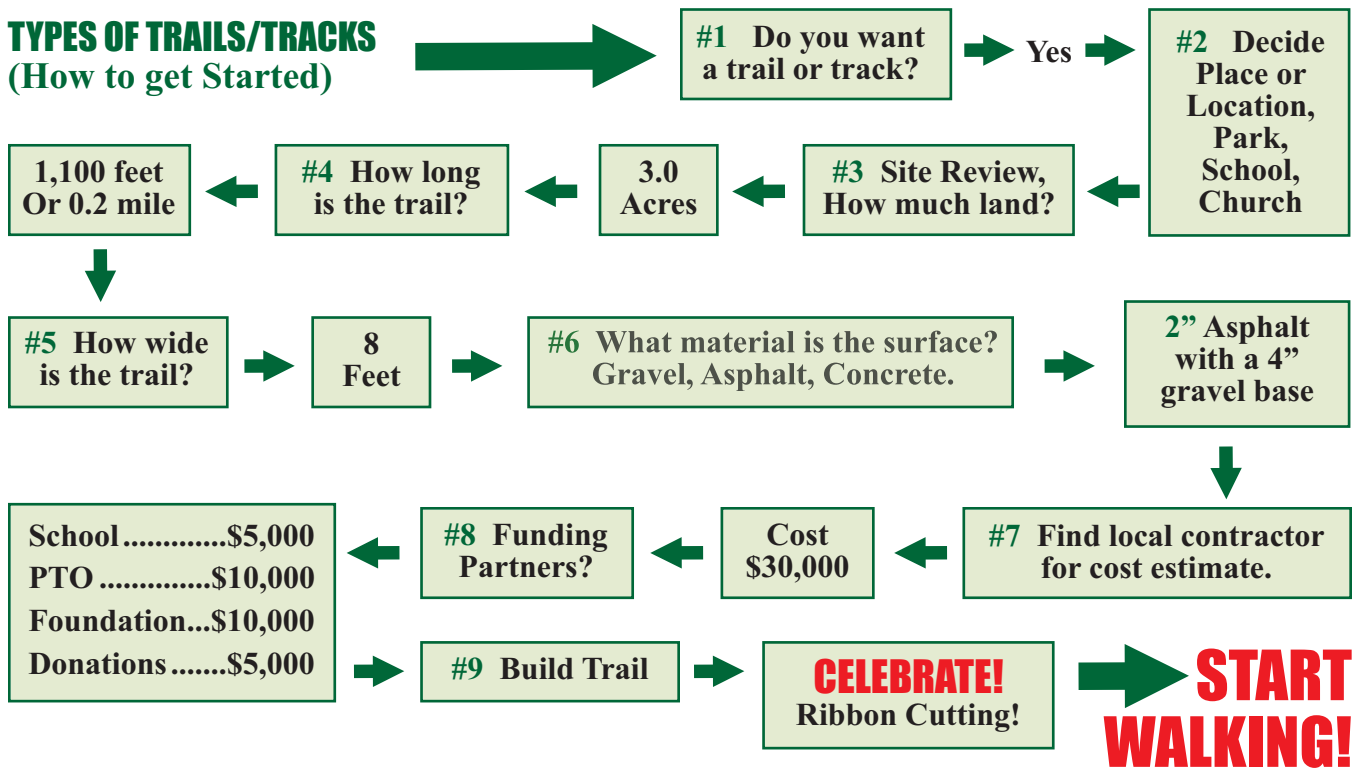 TYPES OF TRAILS/TRACKS
(How to get Started)
#1 Do you want
a trail or track?
Yes
#2 Decide
Place or
Location,
Park,
School,
Church
#3 Site Review,
How much land?
3.0
Acres
#4 How long
is the trail?
1,100 feet
Or 0.2 mile
#5 How wide
is the trail?
8
Feet
#6 What material is the surface?
Gravel, Asphalt, Concrete.
2” Asphalt
with a 4”
gravel base
#7 Find local contractor
for cost estimate.
Cost
$30,000
#8 Funding
Partners?
School.............$5,000
PTO..............$10,000
Foundation...$10,000
Donations.......$5,000
#9 Build Trail
CELEBRATE!
Ribbon Cutting!
START
WALKING!